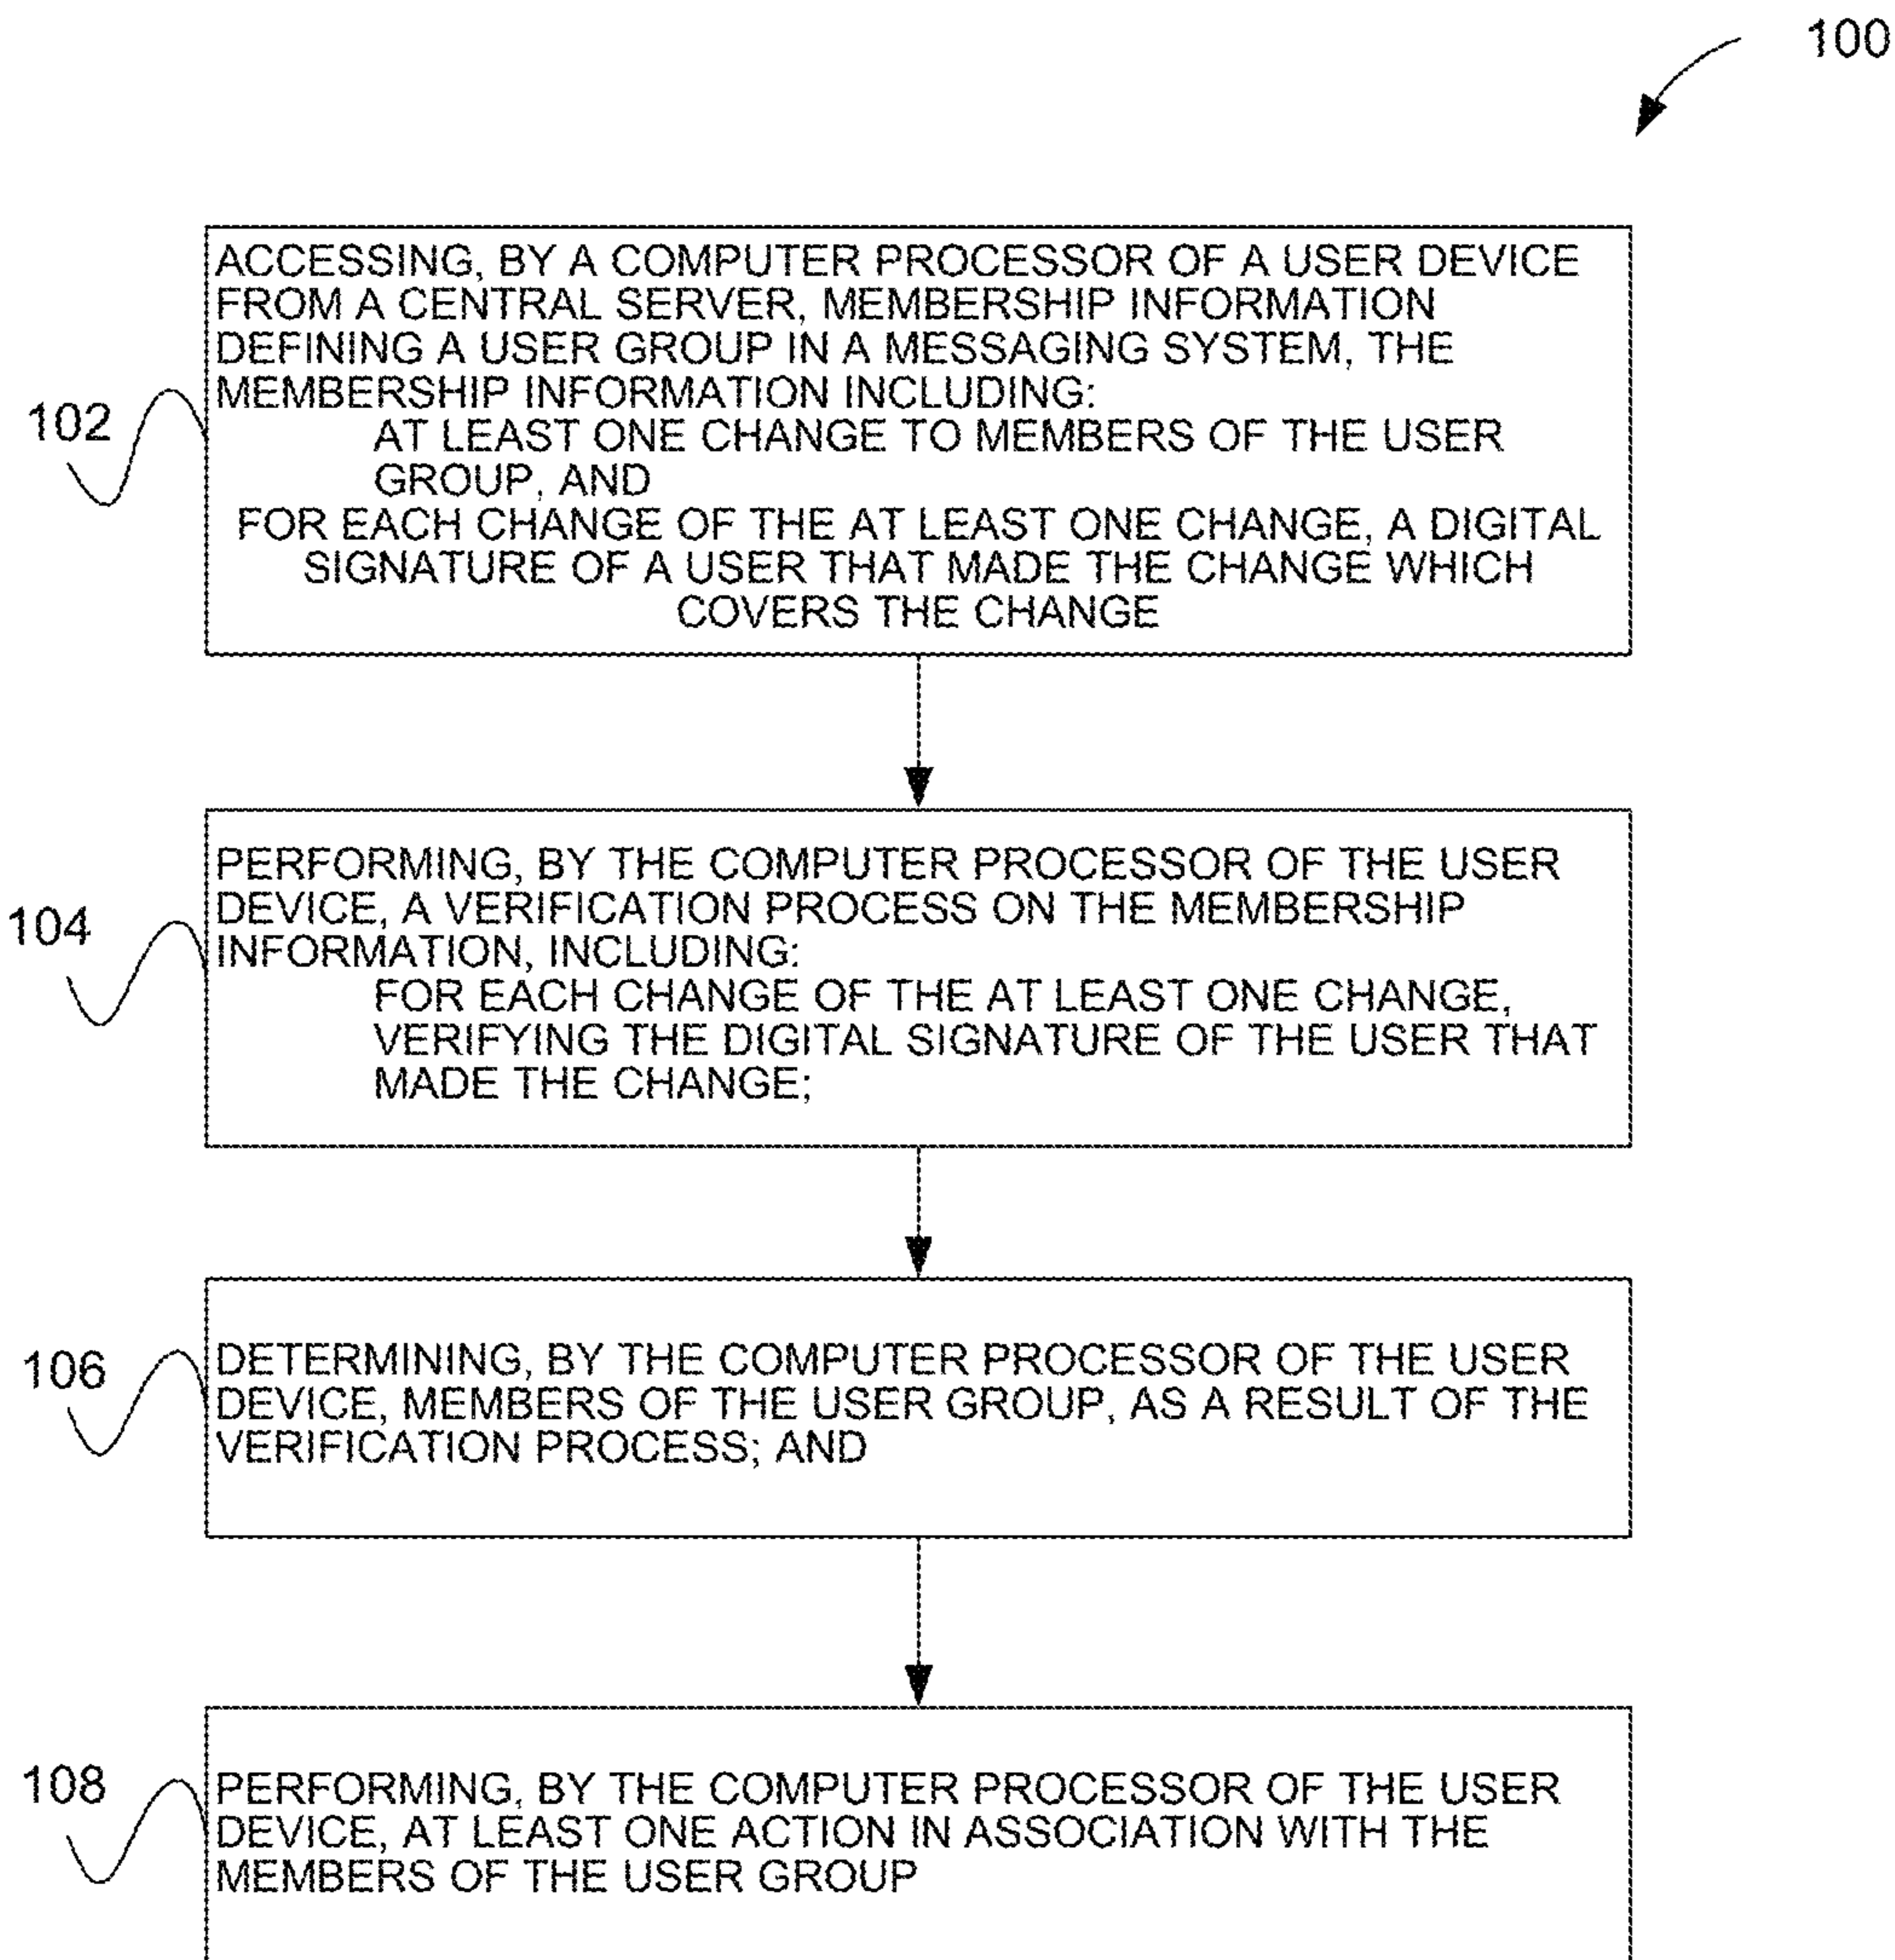 100
ACCESSING, BY A COMPUTER PROCESSOR OF A USER DEVICE
FROM A CENTRAL SERVER, MEMBERSHIP INFORMATION
DEFINING A USER GROUP IN A MESSAGING SYSTEM, THE
MEMBERSHIP INFORMATION INCLUDING:
102
AT LEAST ONE CHANGE TO MEMBERS OF THE USER
GROUP, AND
FOR EACH CHANGE OF THE AT LEAST ONE CHANGE, A DIGITAL
SIGNATURE OF A USER THAT MADE THE CHANGE WHICH
COVERS THE CHANGE
PERFORMING, BY THE COMPUTER PROCESSOR OF THE USER
DEVICE, A VERIFICATION PROCESS ON THE MEMBERSHIP
104
INFORMATION, INCLUDING:
FOR EACH CHANGE OF THE AT LEAST ONE CHANGE,
VERIFYING THE DIGITAL SIGNATURE OF THE USER THAT
MADE THE CHANGE;
106
DETERMINING, BY THE COMPUTER PROCESSOR OF THE USER
DEVICE, MEMBERS OF THE USER GROUP, AS A RESULT OF THE
VERIFICATION PROCESS; AND
108
PERFORMING, BY THE COMPUTER PROCESSOR OF THE USER
DEVICE, AT LEAST ONE ACTION IN ASSOCIATION WITH THE
MEMBERS OF THE USER GROUP